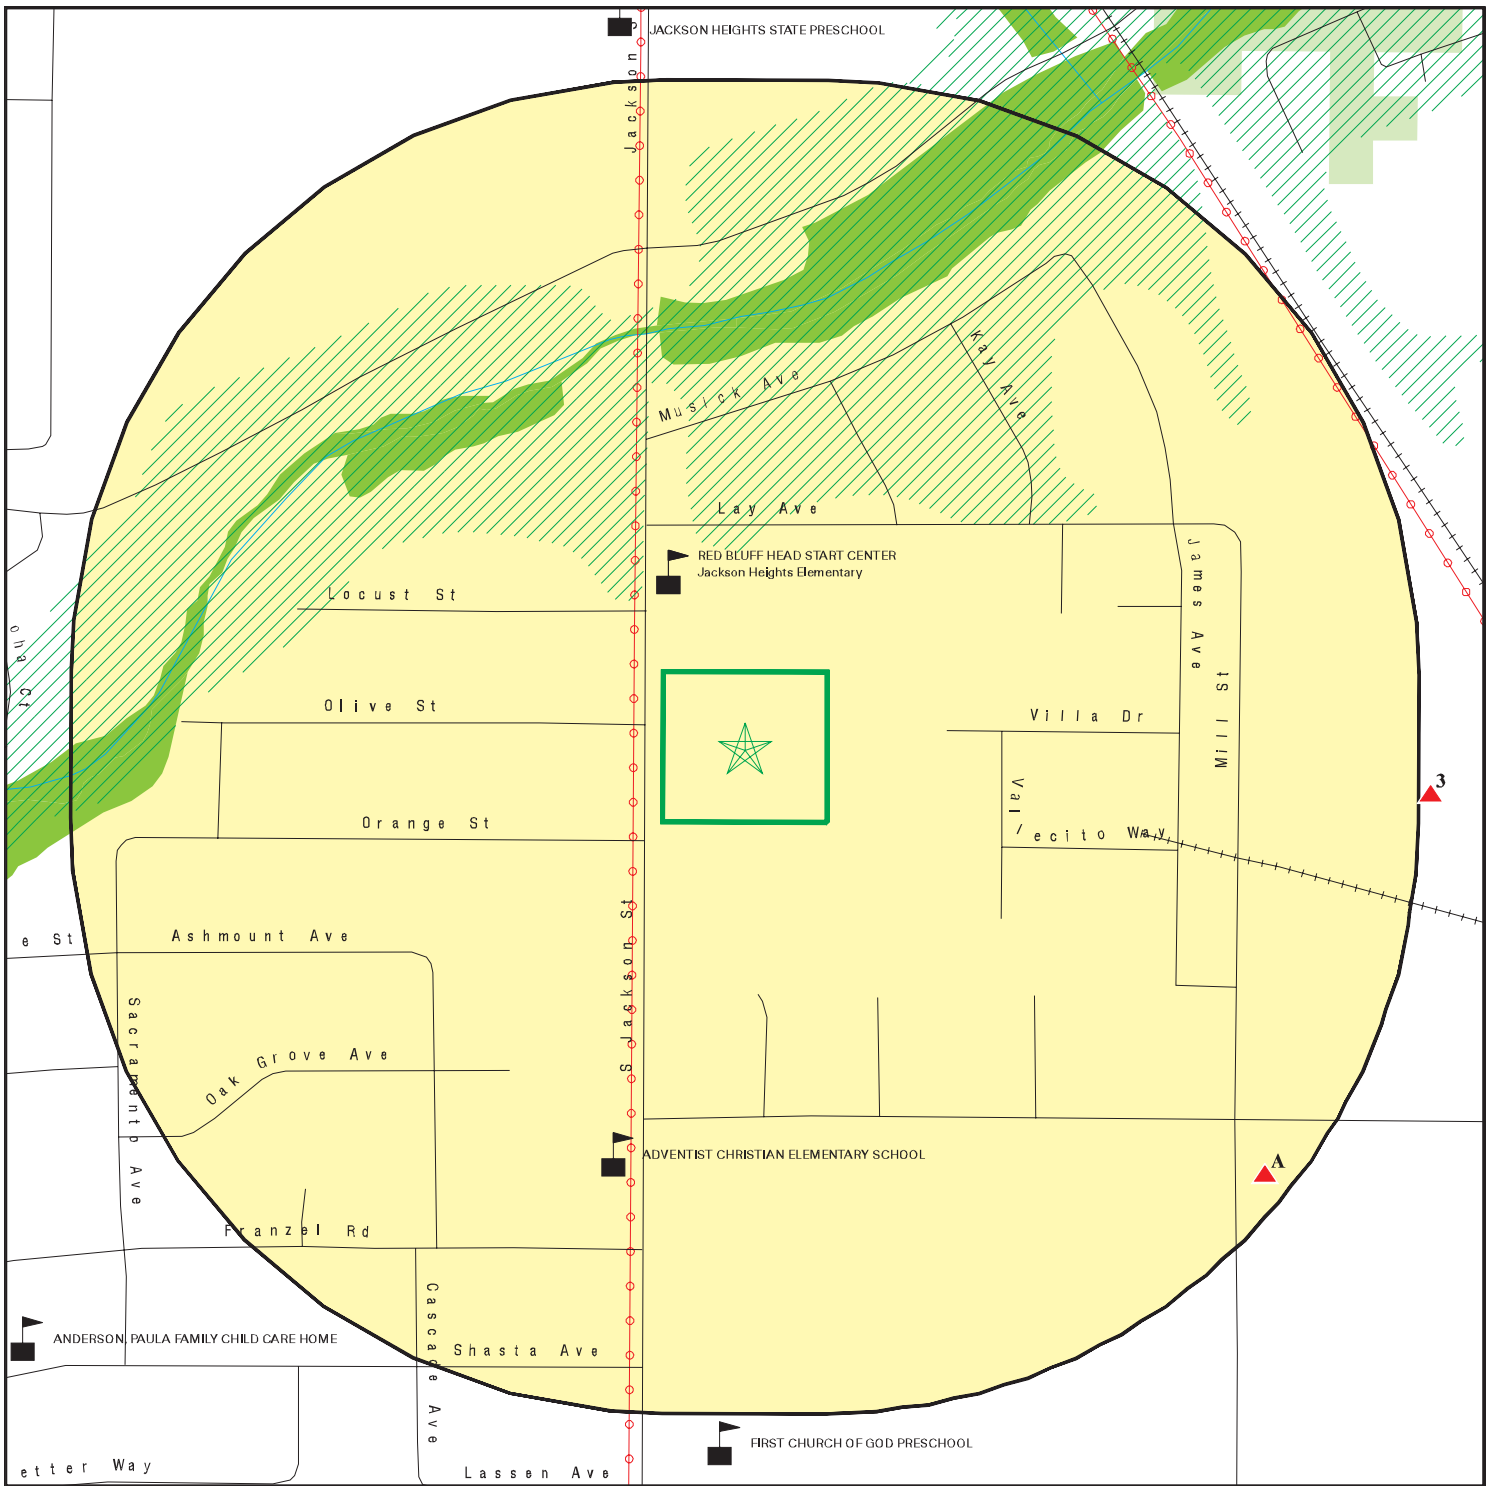 Jackson S
JACKSON HEIGHTS STATE PRESCHOOL
Kay Ave
Musick Ave
Lay Ave
RED BLUFF HEAD START CENTER
Jackson Heights Elementary
James Ave
Locust St
oha Ct
Mill St
Olive St
Villa Dr
3
Vallecito Way
Orange St
S Jackson St
e St
Ashmount Ave
Sacramento Ave
Oak Grove Ave
ADVENTIST CHRISTIAN ELEMENTARY SCHOOL
A
Franzel Rd
Cascade Ave
ANDERSON, PAULA FAMILY CHILD CARE HOME
Shasta Ave
FIRST CHURCH OF GOD PRESCHOOL
etter Way
Lassen Ave